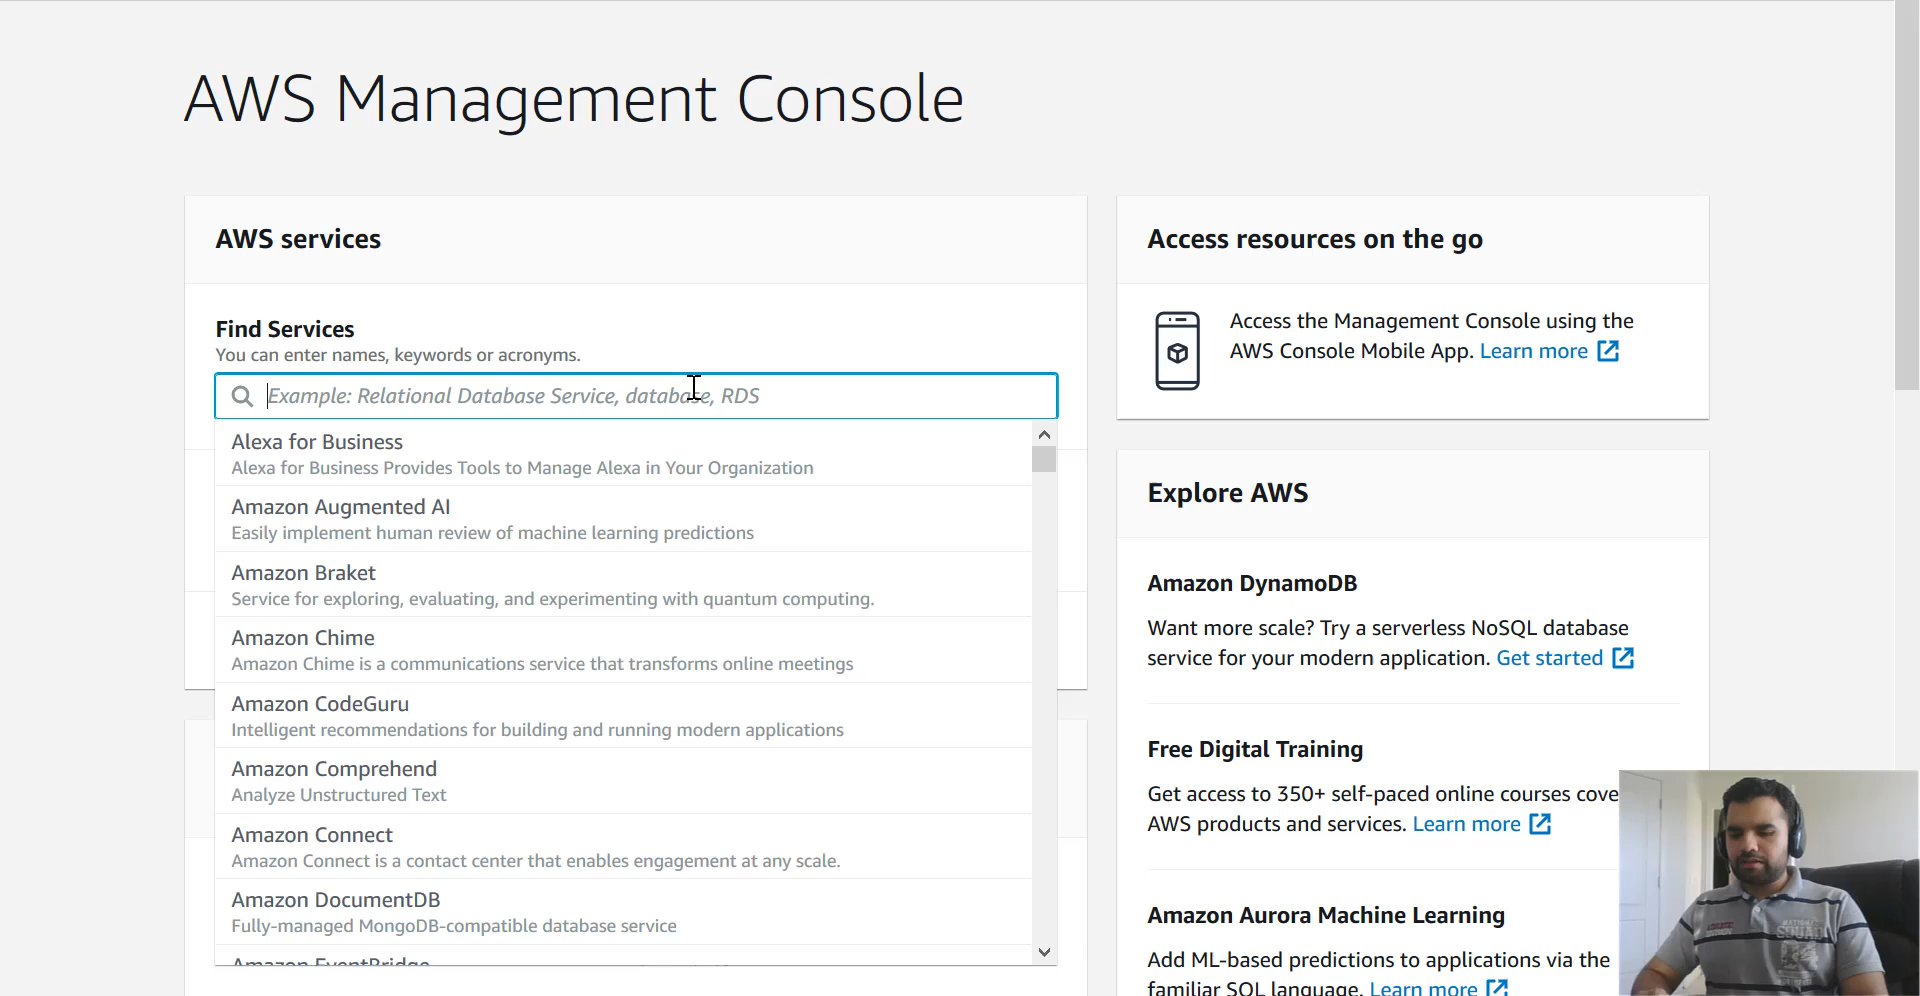 AWS Management Console
AWS services
Find Services
You can enter names, keywords or acronyms.
Example: Relational Database Service, database, RDS
Alexa for Business
Alexa for Business Provides Tools to Manage Alexa in Your Organization
Amazon Augmented AI
Easily implement human review of machine learning predictions
Amazon Braket
Service for exploring, evaluating, and experimenting with quantum computing.
Amazon Chime
Amazon Chime is a communications service that transforms online meetings
Amazon CodeGuru
Intelligent recommendations for building and running modern applications
Amazon Comprehend
Analyze Unstructured Text
Amazon Connect
Amazon Connect is a contact center that enables engagement at any scale.
Amazon DocumentDB
Fully-managed MongoDB-compatible database service
Amazon EventBridge
Access resources on the go
Access the Management Console using the
AWS Console Mobile App. Learn more
Explore AWS
Amazon DynamoDB
Want more scale? Try a serverless NoSQL database
service for your modern application. Get started
Free Digital Training
Get access to 350+ self-paced online courses cove
AWS products and services. Learn more
Amazon Aurora Machine Learning
Add ML-based predictions to applications via the
familiar SQL language. Learn more